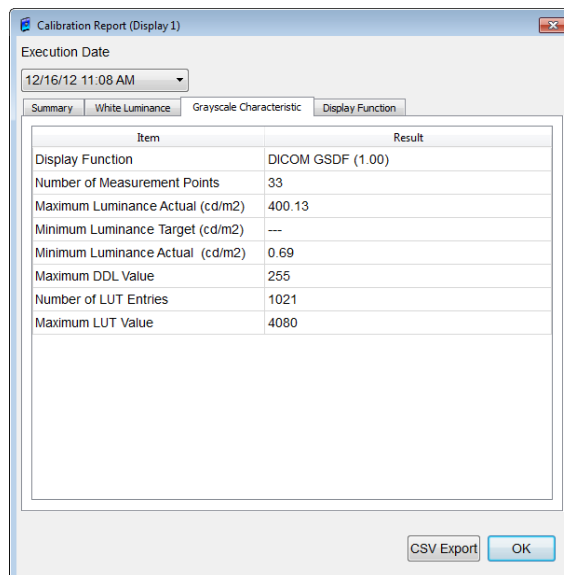 Calibration Report (Display 1)
Execution Date
12/16/12 11:08 AM
Summary White Luminance Grayscale Characteristic Display Function
Item Result
Display Function DICOM GSDF (1.00)
Number of Measurement Points 33
Maximum Luminance Actual (cd/m2) 400.13
Minimum Luminance Target (cd/m2) ---
Minimum Luminance Actual (cd/m2) 0.69
Maximum DDL Value 255
Number of LUT Entries 1021
Maximum LUT Value 4080
CSV Export OK